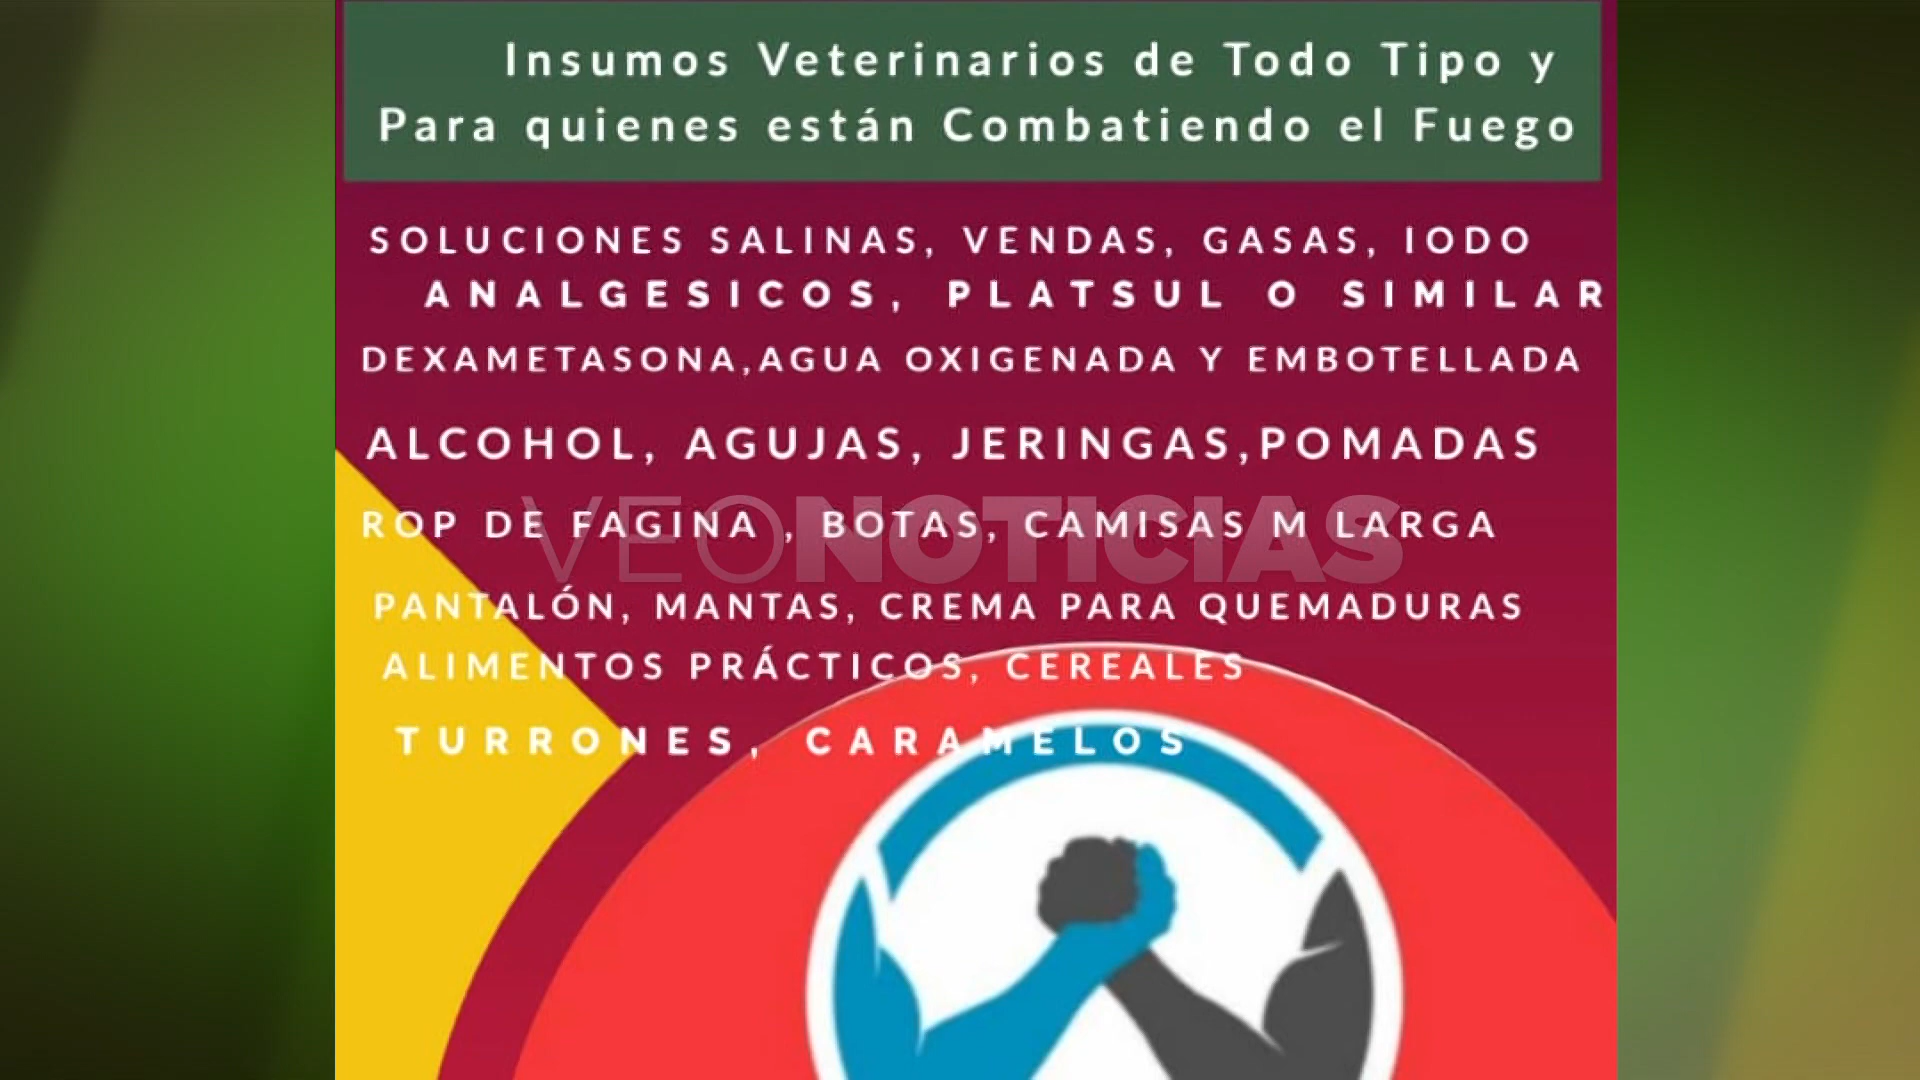 Insumos Veterinarios de Todo Tipo y
Para quienes están Combatiendo el Fuego
SOLUCIONES SALINAS, VENDAS, GASAS, IODO
ANALGESICOS, PLATSUL O SIMILAR
DEXAMETASONA,AGUA OXIGENADA Y EMBOTELLADA
ALCOHOL, AGUJAS, JERINGAS,POMADAS
ROP DE FAGINA , BOTAS, CAMISAS M LARGA
VEONOTICIAS
PANTALÓN, MANTAS, CREMA PARA QUEMADURAS
ALIMENTOS PRÁCTICOS, CEREALES
TURRONES, CARAMELOS